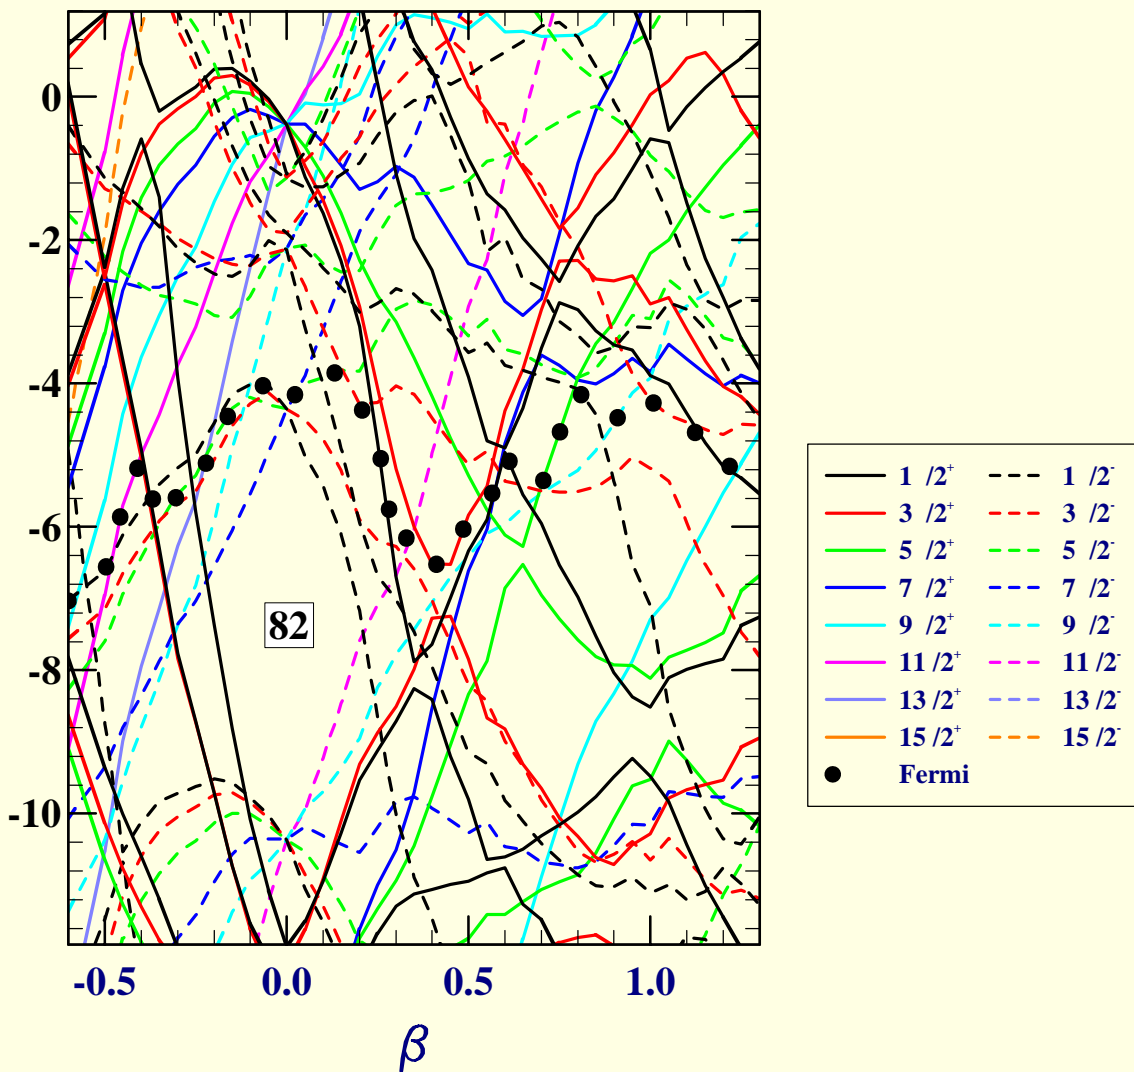 0
-2
-4
-6
-8
-10
82
-0.5 0.0 0.5 1.0
β
1 /2⁺ 1 /2⁻
3 /2⁺ 3 /2⁻
5 /2⁺ 5 /2⁻
7 /2⁺ 7 /2⁻
9 /2⁺ 9 /2⁻
11 /2⁺ 11 /2⁻
13 /2⁺ 13 /2⁻
15 /2⁺ 15 /2⁻
Fermi